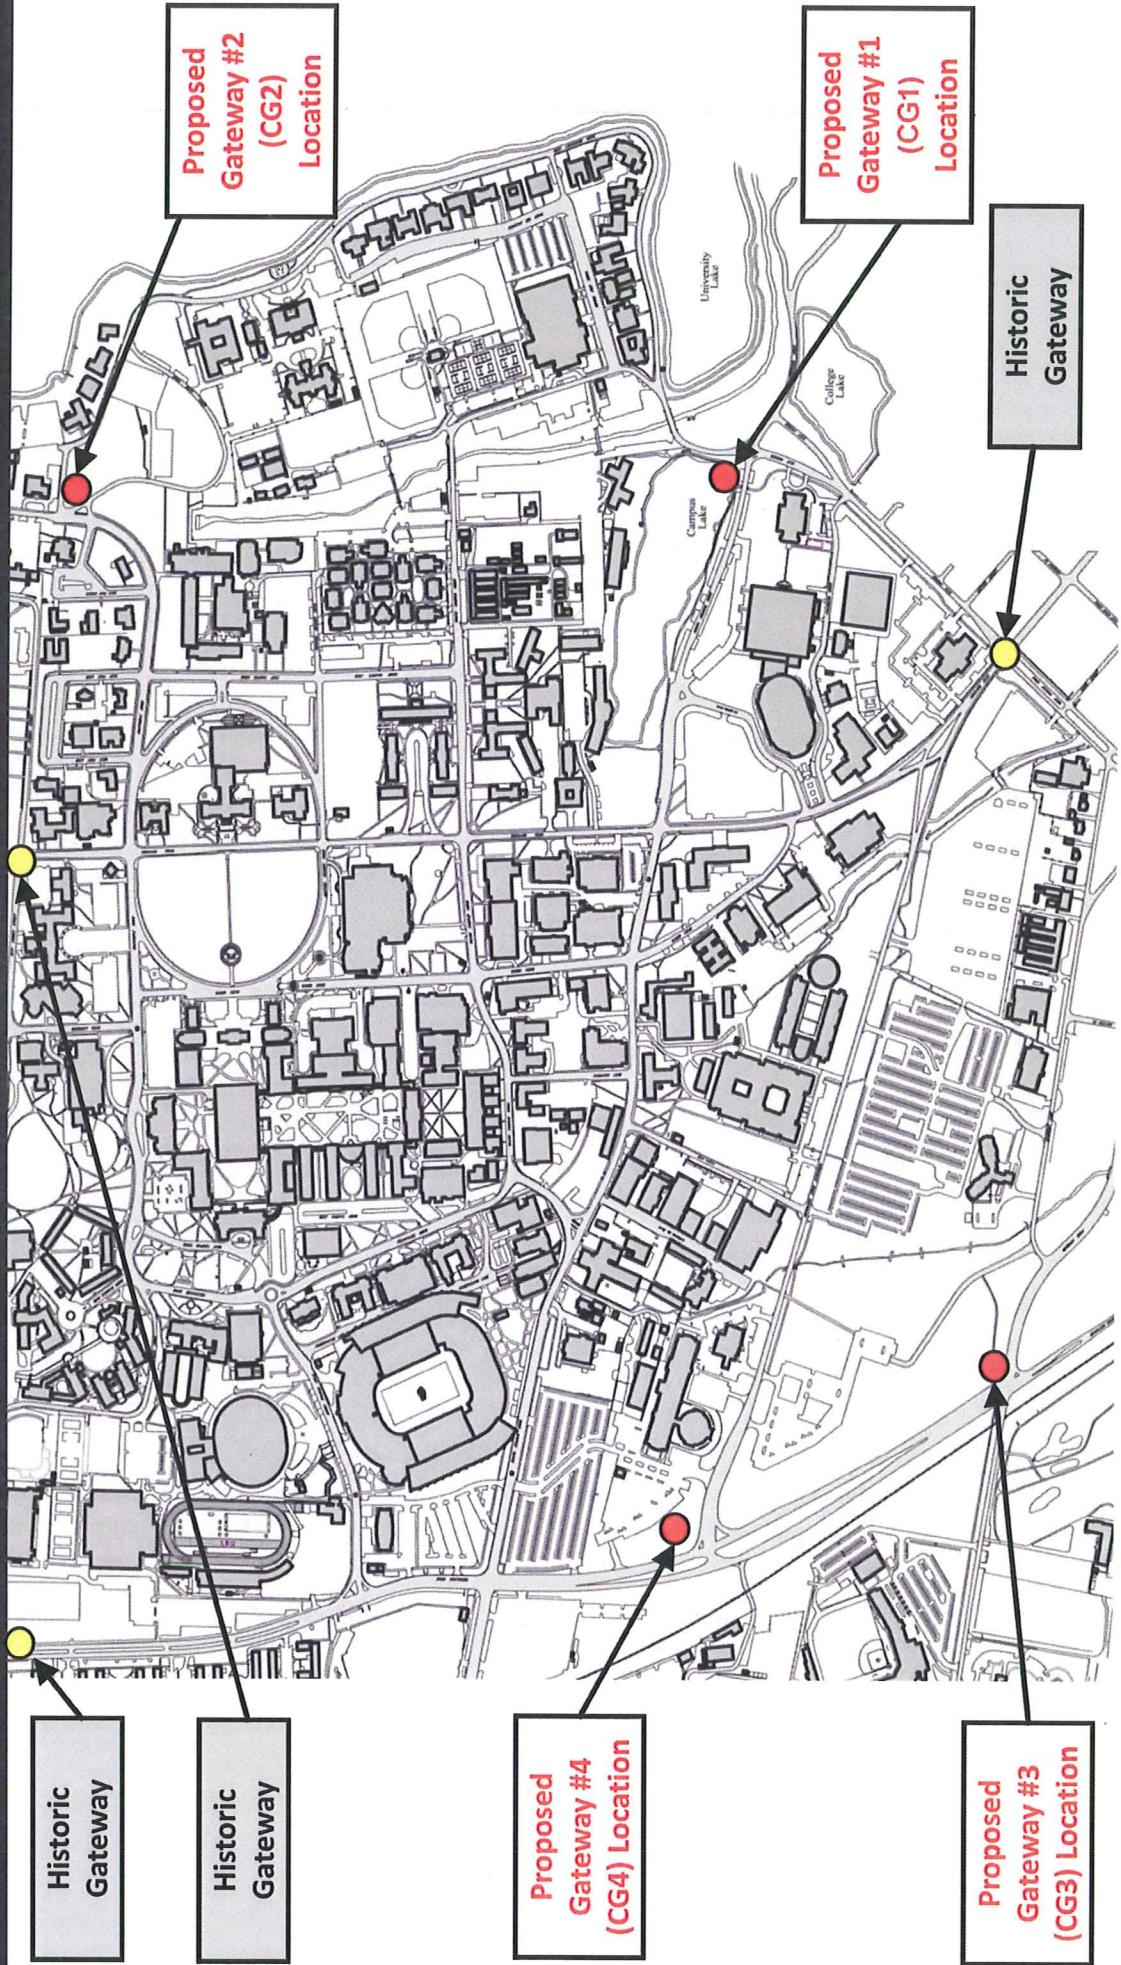 Historic
Gateway
Historic
Gateway
Proposed
Gateway #4
(CG4) Location
Proposed
Gateway #3
(CG3) Location
Proposed
Gateway #2
(CG2)
Location
Proposed
Gateway #1
(CG1)
Location
Historic
Gateway
University
Lake
College
Lake
Campus
Lake